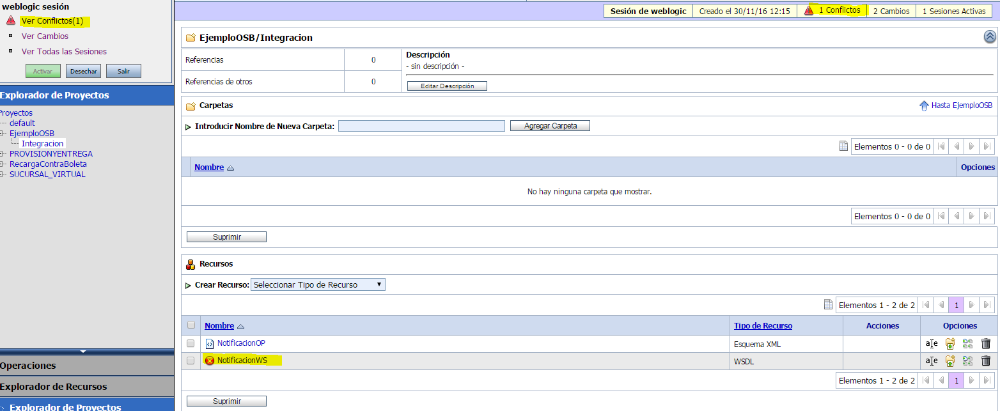 weblogic sesión
Ver Conflictos(1)
Ver Cambios
Ver Todas las Sesiones
Activar Desechar Salir
Explorador de Proyectos
Proyectos
default
EjemploOSB
Integracion
PROVISIONYENTREGA
RecargaContraBoleta
SUCURSAL_VIRTUAL
Operaciones
Explorador de Recursos
Explorador de Proyectos
Sesión de weblogic Creado el 30/11/16 12:15 1 Conflictos 2 Cambios 1 Sesiones Activas
EjemploOSB/Integracion
Referencias 0
Referencias de otros 0
Descripción
- sin descripción -
Editar Descripción
Carpetas Hasta EjemploOSB
Introducir Nombre de Nueva Carpeta: Agregar Carpeta
Elementos 0 - 0 de 0
Nombre Opciones
No hay ninguna carpeta que mostrar.
Elementos 0 - 0 de 0
Suprimir
Recursos
Crear Recurso: Seleccionar Tipo de Recurso
Elementos 1 - 2 de 2 1
Nombre Tipo de Recurso Acciones Opciones
NotificacionOP Esquema XML a e
NotificacionWS WSDL a e
Elementos 1 - 2 de 2 1
Suprimir